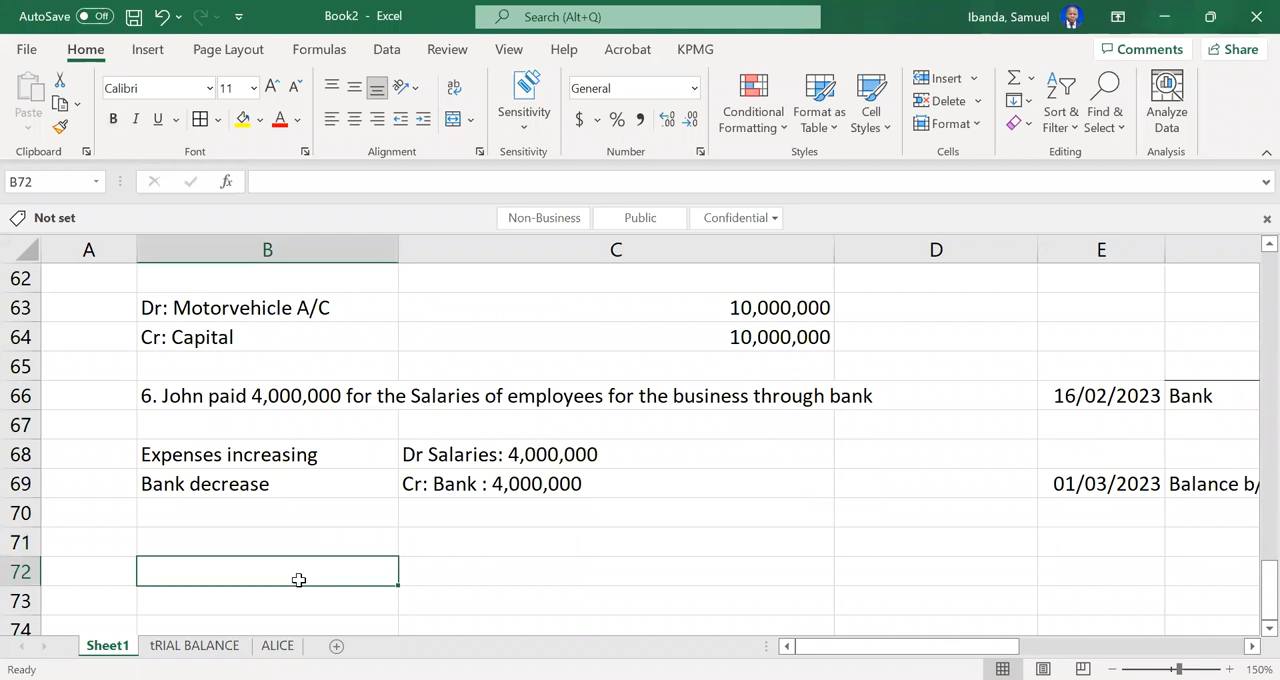 AutoSave Off Book2 - Excel Search (Alt+Q) Ibanda, Samuel
File Home Insert Page Layout Formulas Data Review View Help Acrobat KPMG Comments Share
Paste Calibri 11 General Sensitivity Conditional Formatting Format as Table Cell Styles Insert Delete Format Sort & Filter Find & Select Analyze Data
B I U A $ % 9
Clipboard Font Alignment Sensitivity Number Styles Cells Editing Analysis
B72 fx
Not set Non-Business Public Confidential
A B C D E
62
63 Dr: Motorvehicle A/C 10,000,000
64 Cr: Capital 10,000,000
65
66 6. John paid 4,000,000 for the Salaries of employees for the business through bank 16/02/2023 Bank
67
68 Expenses increasing Dr Salaries: 4,000,000
69 Bank decrease Cr: Bank : 4,000,000 01/03/2023 Balance b/
70
71
72
73
74
Sheet1 tRIAL BALANCE ALICE
Ready 150%